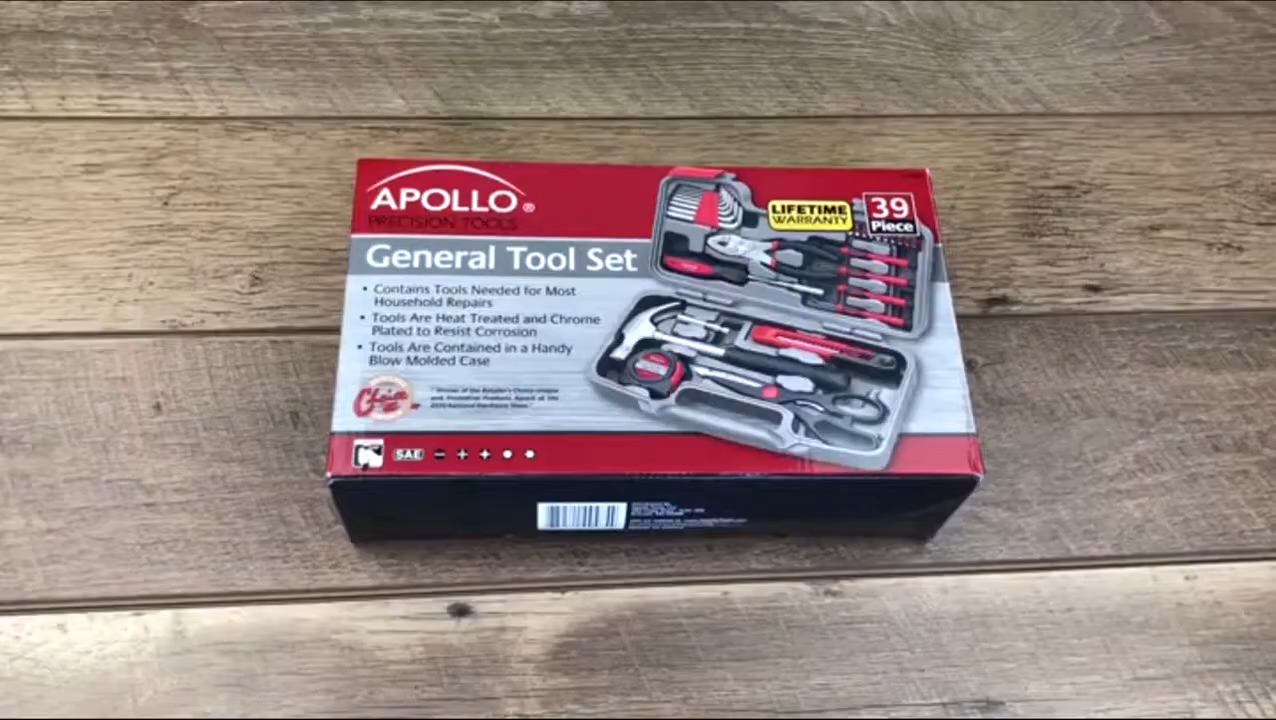 APOLLO®
PRECISION TOOLS
General Tool Set
• Contains Tools Needed for Most
Household Repairs
• Tools Are Heat Treated and Chrome
Plated to Resist Corrosion
• Tools Are Contained in a Handy
Blow Molded Case
LIFETIME
WARRANTY
39
Piece
Choice
SAE